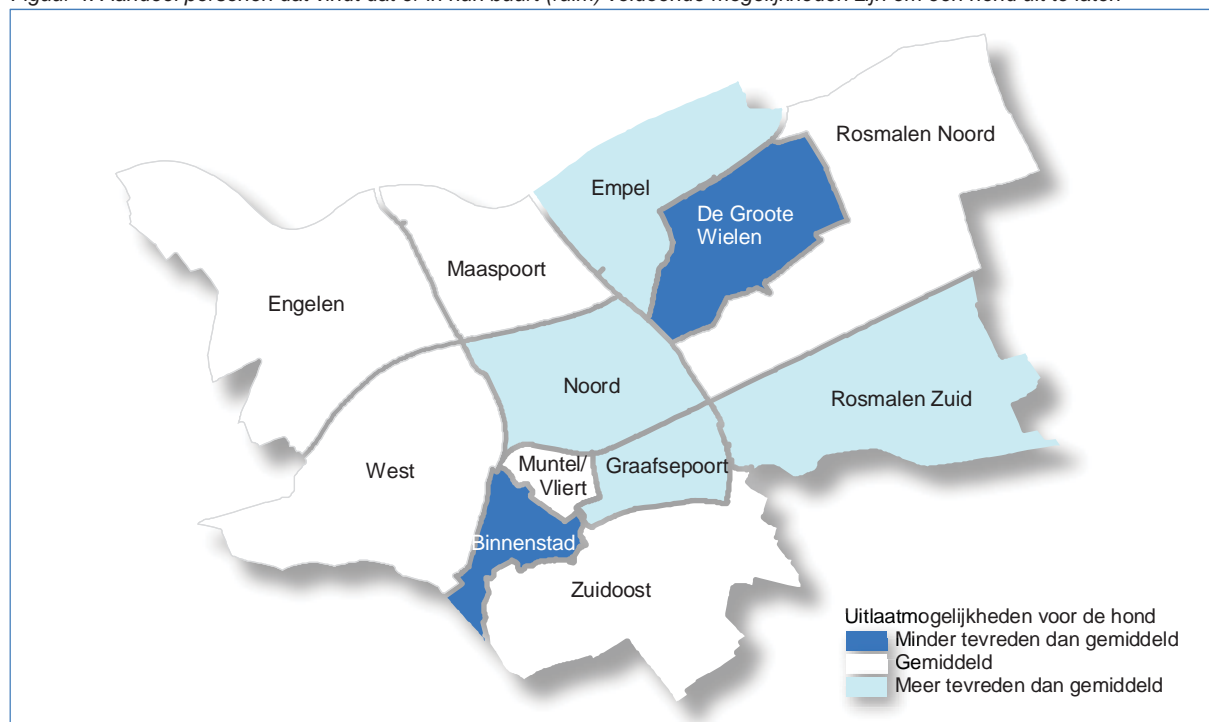 Rosmalen Noord
Empel
De Groote
Wielen
Maaspoort
Engelen
Noord
Rosmalen Zuid
West
Muntel/
Vliert
Graafsepoort
Binnenstad
Zuidoost
Uitlaatmogelijkheden voor de hond
Minder tevreden dan gemiddeld
Gemiddeld
Meer tevreden dan gemiddeld